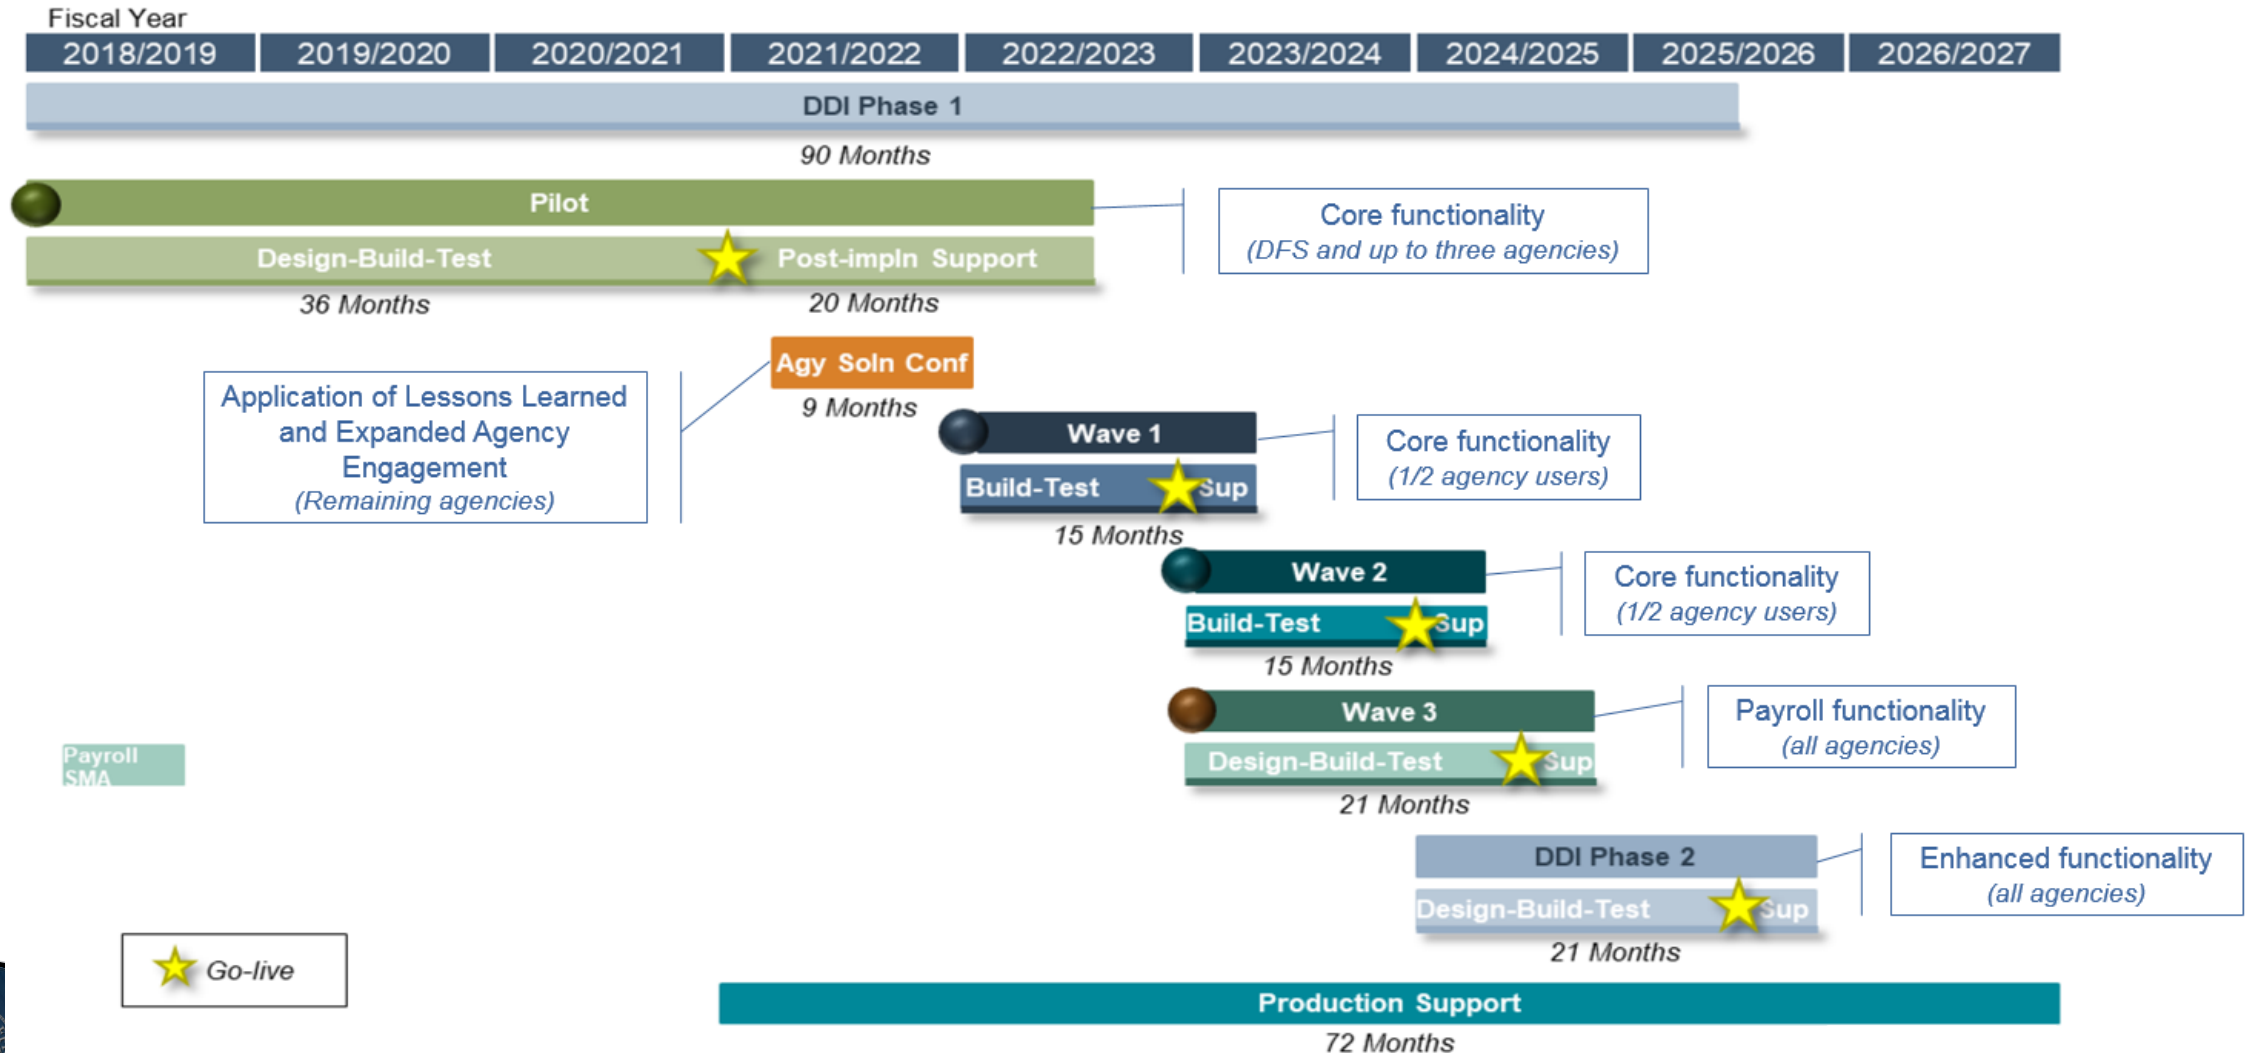 Fiscal Year
2018/2019 2019/2020 2020/2021 2021/2022 2022/2023 2023/2024 2024/2025 2025/2026 2026/2027
DDI Phase 1
90 Months
Pilot
Core functionality
(DFS and up to three agencies)
Design-Build-Test
Post-impln Support
36 Months
20 Months
Agy Soln Conf
9 Months
Application of Lessons Learned
and Expanded Agency
Engagement
(Remaining agencies)
Wave 1
Core functionality
(1/2 agency users)
Build-Test
Sup
15 Months
Wave 2
Core functionality
(1/2 agency users)
Build-Test
Sup
15 Months
Wave 3
Payroll functionality
(all agencies)
Payroll
SMA
Design-Build-Test
Sup
21 Months
DDI Phase 2
Enhanced functionality
(all agencies)
Design-Build-Test
Sup
21 Months
Go-live
Production Support
72 Months